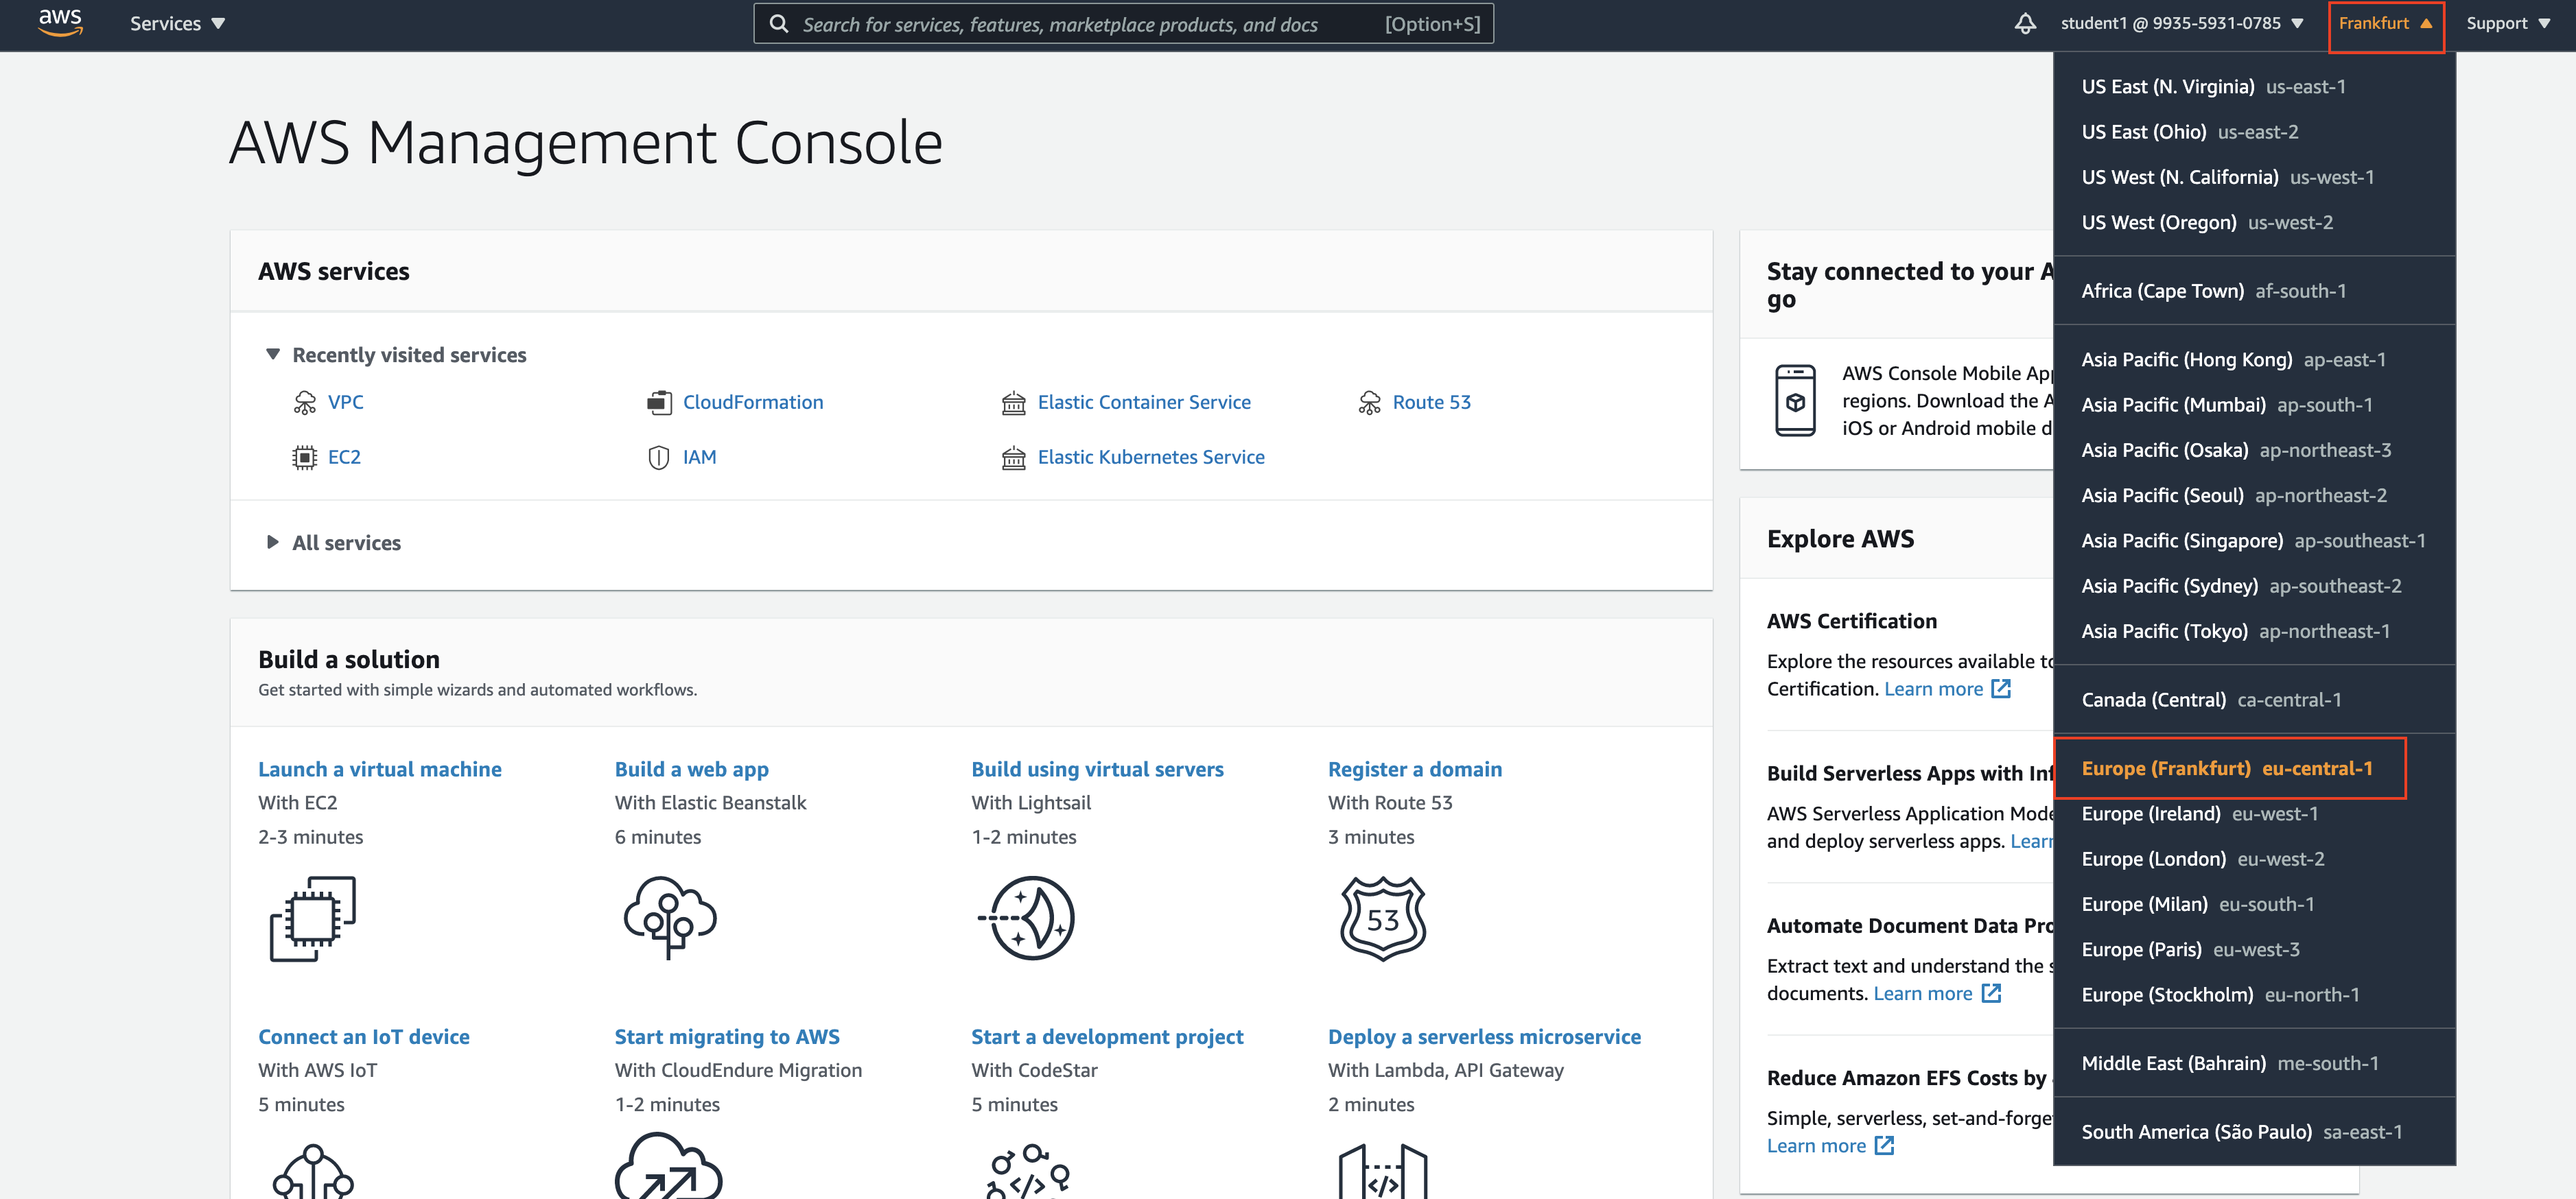 aws
Services
Search for services, features, marketplace products, and docs
[Option+S]
student1 @ 9935-5931-0785
Frankfurt
Support
AWS Management Console
AWS services
Recently visited services
VPC
CloudFormation
Elastic Container Service
Route 53
EC2
IAM
Elastic Kubernetes Service
All services
Build a solution
Get started with simple wizards and automated workflows.
Launch a virtual machine
With EC2
2-3 minutes
Build a web app
With Elastic Beanstalk
6 minutes
Build using virtual servers
With Lightsail
1-2 minutes
Register a domain
With Route 53
3 minutes
53
Connect an IoT device
With AWS IoT
5 minutes
Start migrating to AWS
With CloudEndure Migration
1-2 minutes
Start a development project
With CodeStar
5 minutes
Deploy a serverless microservice
With Lambda, API Gateway
2 minutes
Stay connected to your A
go
AWS Console Mobile App
regions. Download the A
iOS or Android mobile d
Explore AWS
AWS Certification
Explore the resources available to
Certification. Learn more
Build Serverless Apps with Inf
AWS Serverless Application Mode
and deploy serverless apps. Learn
Automate Document Data Pro
Extract text and understand the s
documents. Learn more
Reduce Amazon EFS Costs by
Simple, serverless, set-and-forge
Learn more
US East (N. Virginia) us-east-1
US East (Ohio) us-east-2
US West (N. California) us-west-1
US West (Oregon) us-west-2
Africa (Cape Town) af-south-1
Asia Pacific (Hong Kong) ap-east-1
Asia Pacific (Mumbai) ap-south-1
Asia Pacific (Osaka) ap-northeast-3
Asia Pacific (Seoul) ap-northeast-2
Asia Pacific (Singapore) ap-southeast-1
Asia Pacific (Sydney) ap-southeast-2
Asia Pacific (Tokyo) ap-northeast-1
Canada (Central) ca-central-1
Europe (Frankfurt) eu-central-1
Europe (Ireland) eu-west-1
Europe (London) eu-west-2
Europe (Milan) eu-south-1
Europe (Paris) eu-west-3
Europe (Stockholm) eu-north-1
Middle East (Bahrain) me-south-1
South America (São Paulo) sa-east-1